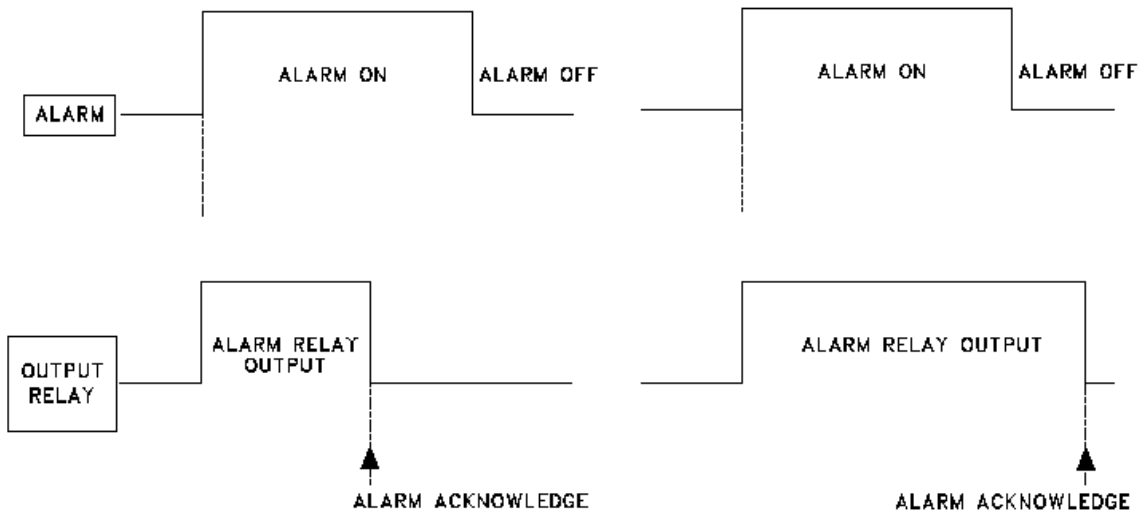 ALARM
ALARM ON
ALARM OFF
ALARM ON
ALARM OFF
OUTPUT
RELAY
ALARM RELAY
OUTPUT
ALARM RELAY OUTPUT
ALARM ACKNOWLEDGE
ALARM ACKNOWLEDGE